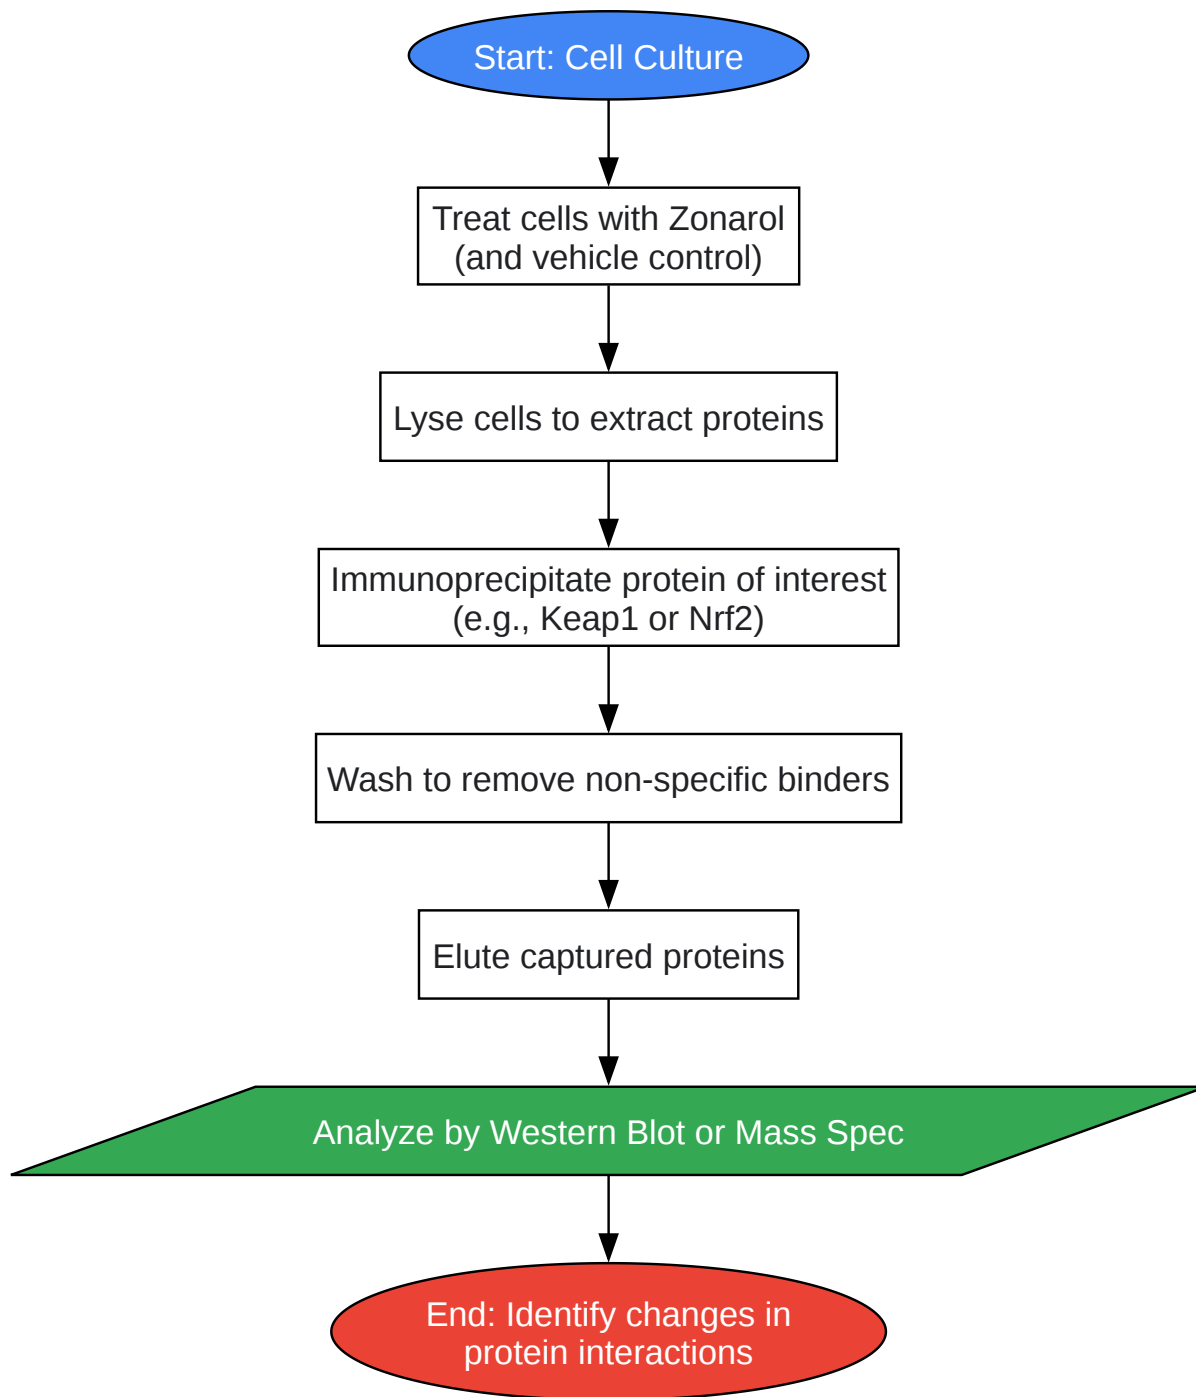 Start: Cell Culture
Treat cells with Zonarol
(and vehicle control)
Lyse cells to extract proteins
Immunoprecipitate protein of interest
(e.g., Keap1 or Nrf2)
Wash to remove non-specific binders
Elute captured proteins
Analyze by Western Blot or Mass Spec
End: Identify changes in
protein interactions